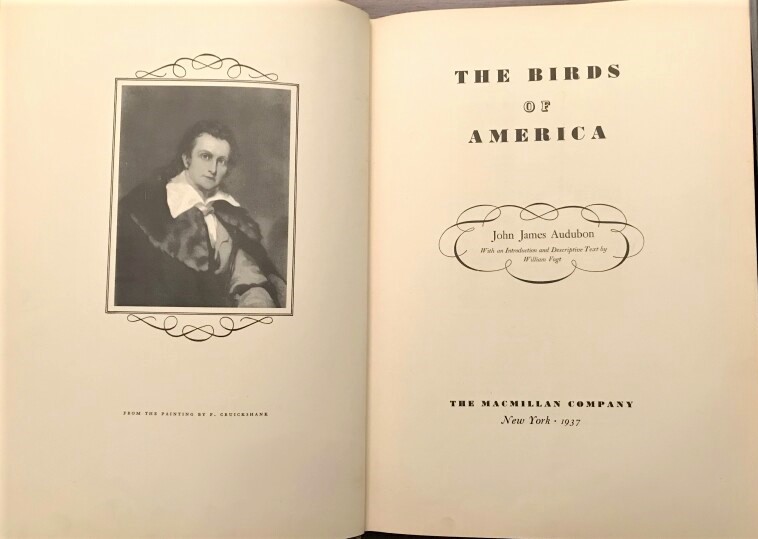 FROM THE PAINTING BY F. CRUICKSHANK
THE BIRDS
OF
AMERICA
John James Audubon
With an Introduction and Descriptive Text by
William Vogt
THE MACMILLAN COMPANY
New York · 1937